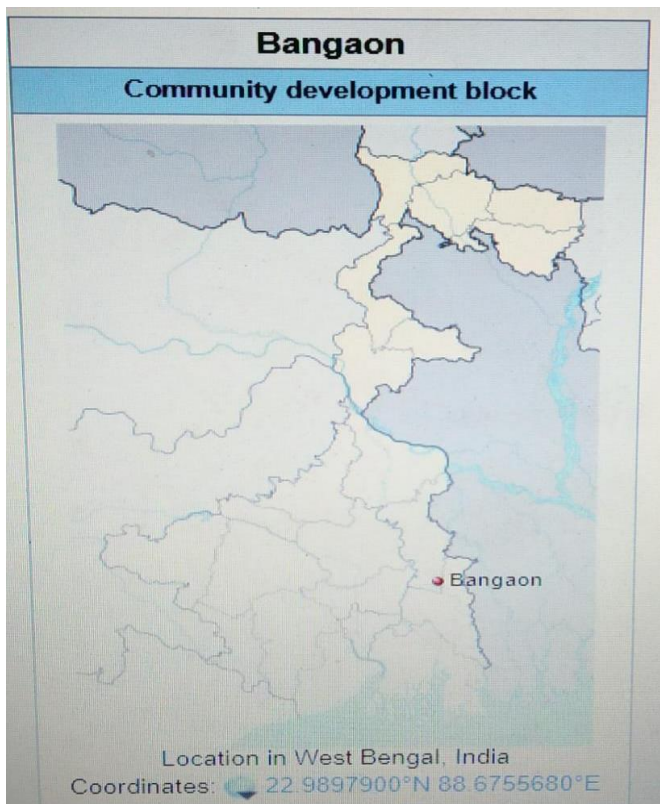 Bangaon
Community development block
Bangaon
Location in West Bengal, India
Coordinates: 22.9897900°N 88.6755680°E